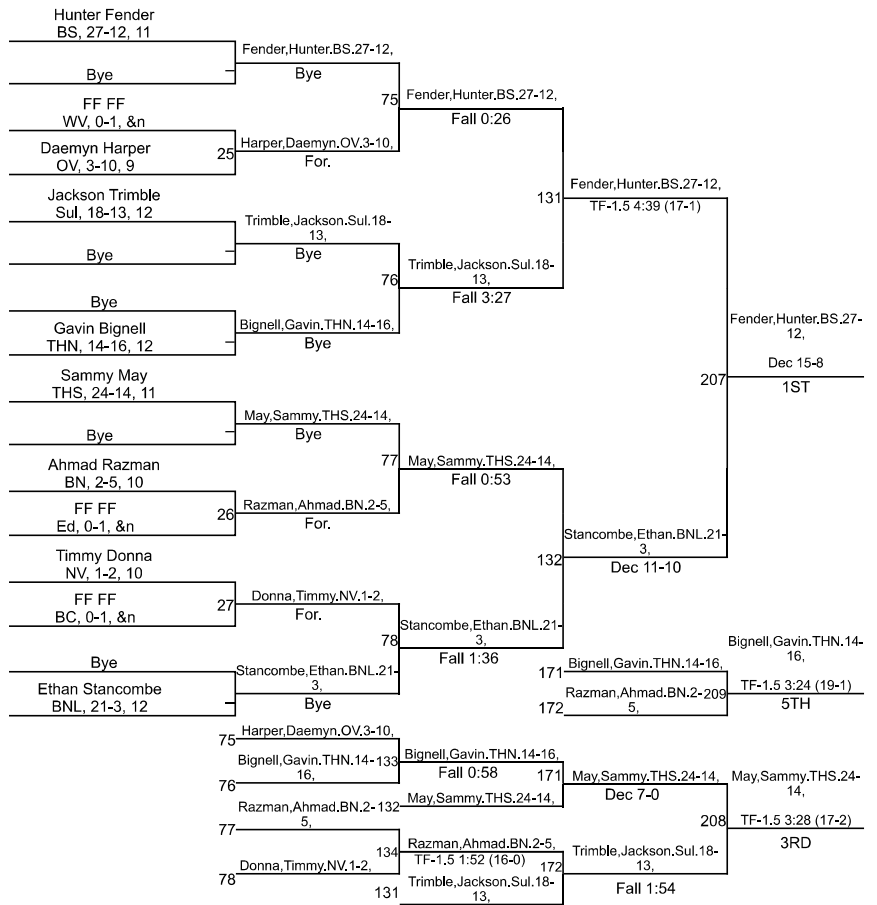 Hunter Fender
BS, 27-12, 11
Fender,Hunter.BS.27-12,
Bye
Bye
75
Fender,Hunter.BS.27-12,
Fall 0:26
FF FF
WV, 0-1, &n
25
Harper,Daemyn.OV.3-10,
For.
Daemyn Harper
OV, 3-10, 9
131
Fender,Hunter.BS.27-12,
TF-1.5 4:39 (17-1)
Jackson Trimble
Sul, 18-13, 12
Trimble,Jackson.Sul.18-
13,
Bye
Bye
76
Trimble,Jackson.Sul.18-
13,
Fall 3:27
Bye
Bignell,Gavin.THN.14-16,
Bye
Gavin Bignell
THN, 14-16, 12
Fender,Hunter.BS.27-
12,
207
Dec 15-8
1ST
Sammy May
THS, 24-14, 11
May,Sammy.THS.24-14,
Bye
Bye
77
May,Sammy.THS.24-14,
Fall 0:53
Ahmad Razman
BN, 2-5, 10
26
Razman,Ahmad.BN.2-5,
For.
FF FF
Ed, 0-1, &n
132
Stancombe,Ethan.BNL.21-
3,
Dec 11-10
Timmy Donna
NV, 1-2, 10
27
Donna,Timmy.NV.1-2,
For.
FF FF
BC, 0-1, &n
78
Stancombe,Ethan.BNL.21-
3,
Fall 1:36
Bye
Stancombe,Ethan.BNL.21-
3,
Bye
Ethan Stancombe
BNL, 21-3, 12
171
Bignell,Gavin.THN.14-16,
172
Razman,Ahmad.BN.2-
5,
209
Bignell,Gavin.THN.14-
16,
TF-1.5 3:24 (19-1)
5TH
75
Harper,Daemyn.OV.3-10,
76
Bignell,Gavin.THN.14-
16,
133
Bignell,Gavin.THN.14-16,
Fall 0:58
132
May,Sammy.THS.24-14,
171
May,Sammy.THS.24-14,
Dec 7-0
77
Razman,Ahmad.BN.2-
5,
78
Donna,Timmy.NV.1-2,
134
Razman,Ahmad.BN.2-5,
TF-1.5 1:52 (16-0)
131
Trimble,Jackson.Sul.18-
13,
172
Trimble,Jackson.Sul.18-
13,
Fall 1:54
208
May,Sammy.THS.24-
14,
TF-1.5 3:28 (17-2)
3RD